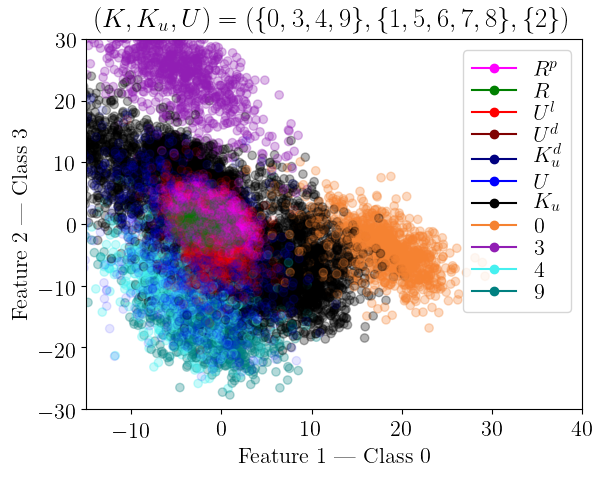 (K, K_u, U) = ({0, 3, 4, 9}, {1, 5, 6, 7, 8}, {2})
30
20
10
0
−10
−20
−30
Feature 2 — Class 3
R^p
R
U^l
U^d
K_u^d
U
K_u
0
3
4
9
−10 0 10 20 30 40
Feature 1 — Class 0